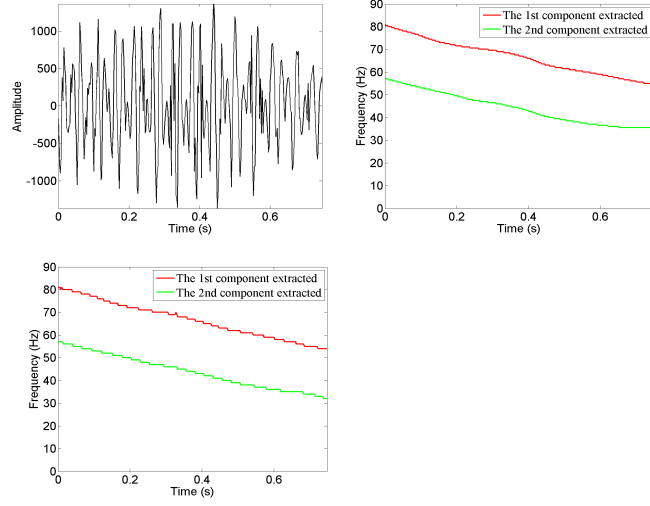 1000
500
0
-500
-1000
Amplitude
0 0.2 0.4 0.6
Time (s)
90
80
70
60
50
40
30
20
10
0
Frequency (Hz)
The 1st component extracted
The 2nd component extracted
0 0.2 0.4 0.6
Time (s)
90
80
70
60
50
40
30
20
10
0
Frequency (Hz)
The 1st component extracted
The 2nd component extracted
0 0.2 0.4 0.6
Time (s)